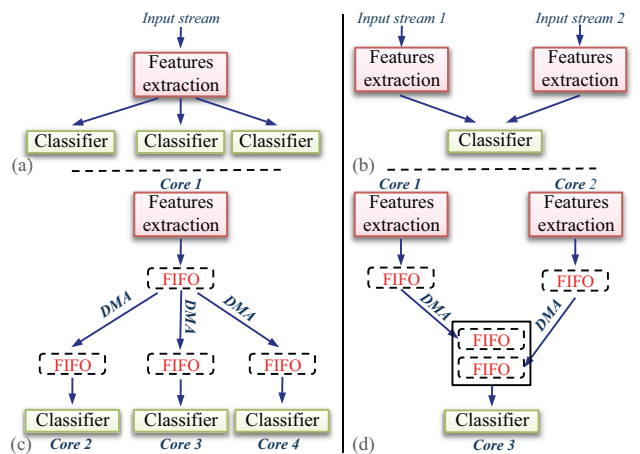 Input stream
Features
extraction
Classifier
Classifier
Classifier
(a)
Core 1
Features
extraction
FIFO
DMA
DMA
DMA
FIFO
FIFO
FIFO
Classifier
Classifier
Classifier
(c)
Core 2
Core 3
Core 4
Input stream 1
Input stream 2
Features
extraction
Features
extraction
Classifier
(b)
Core 1
Core 2
Features
extraction
Features
extraction
FIFO
FIFO
DMA
DMA
FIFO
FIFO
Classifier
(d)
Core 3